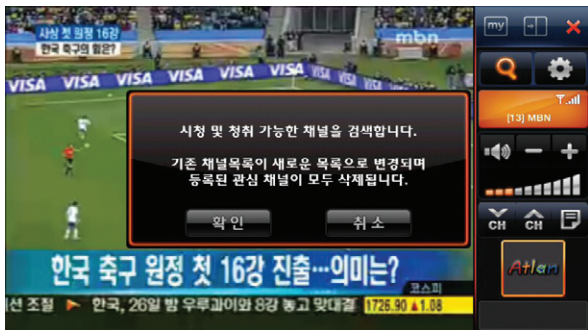 사상 첫 원정 16강
한국 축구의 힘은?
mbn
VISA VISA VISA VISA VISA VISA
시청 및 청취 가능한 채널을 검색합니다.
기존 채널목록이 새로운 목록으로 변경되며
등록된 관심 채널이 모두 삭제됩니다.
확인
취소
한국 축구 원정 첫 16강 진출…의미는?
코스피
선 조절 ▶ 한국, 26일 밤 우루과이와 8강 놓고 맞대결 1726.90 ▲1.08
my
[13] MBN
CH CH
Atlan